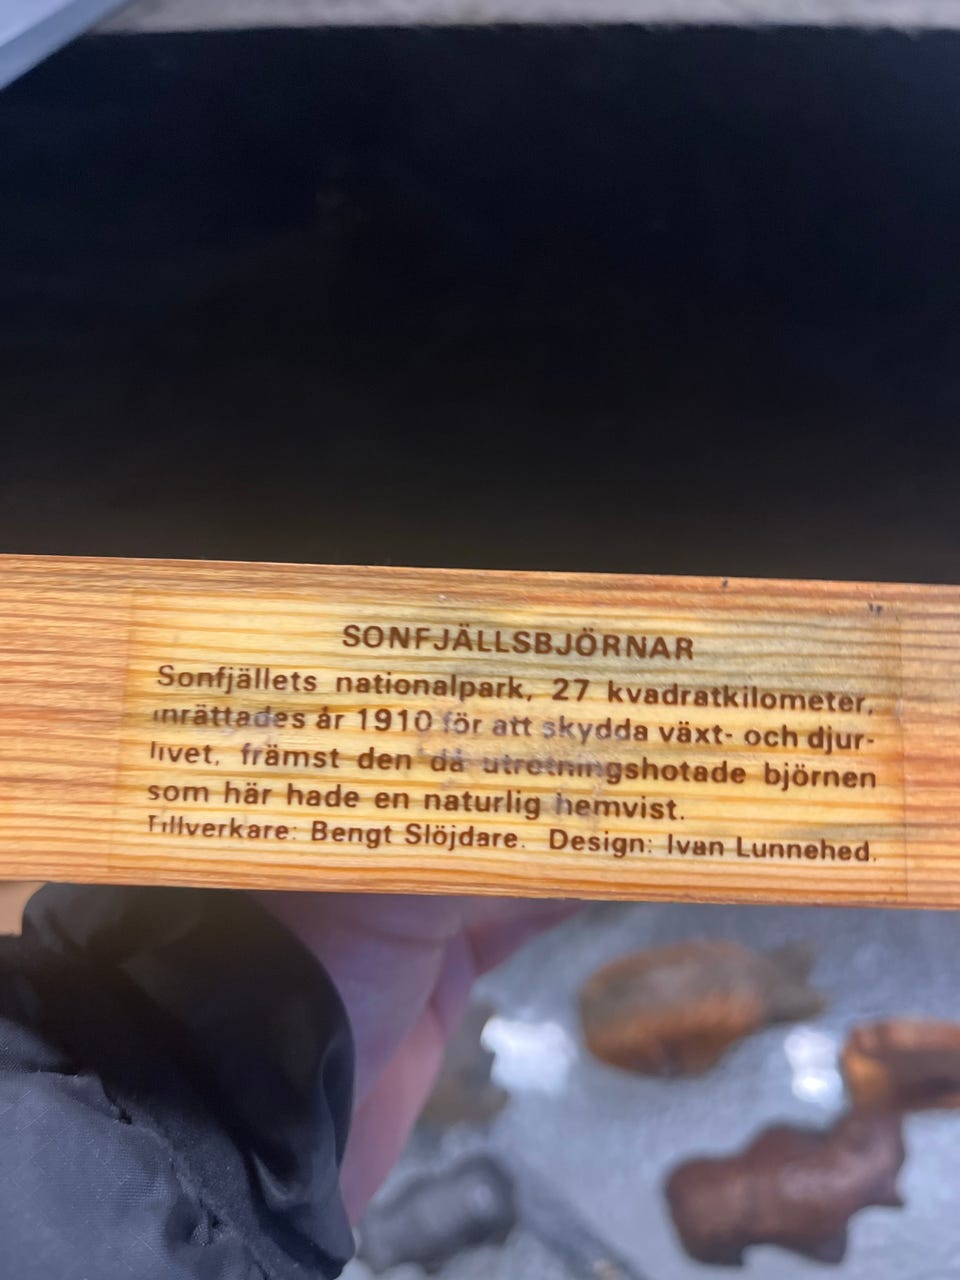 SONFJÄLLSBJÖRNAR
Sonfjällets nationalpark, 27 kvadratkilometer,
inrättades år 1910 för att skydda växt- och djur-
livet, främst den då utrotningshotade björnen
som här hade en naturlig hemvist.
Tillverkare: Bengt Slöjdare. Design: Ivan Lunnehed.